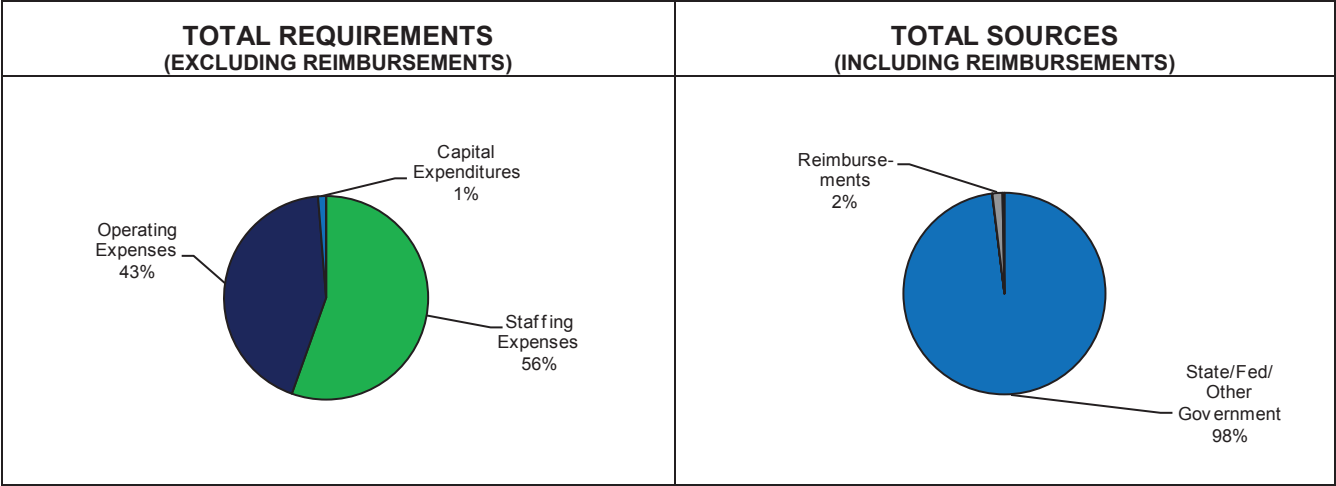 TOTAL REQUIREMENTS
(EXCLUDING REIMBURSEMENTS)
Capital
Expenditures
1%
Operating
Expenses
43%
Staffing
Expenses
56%
TOTAL SOURCES
(INCLUDING REIMBURSEMENTS)
Reimburse-
ments
2%
State/Fed/
Other
Government
98%